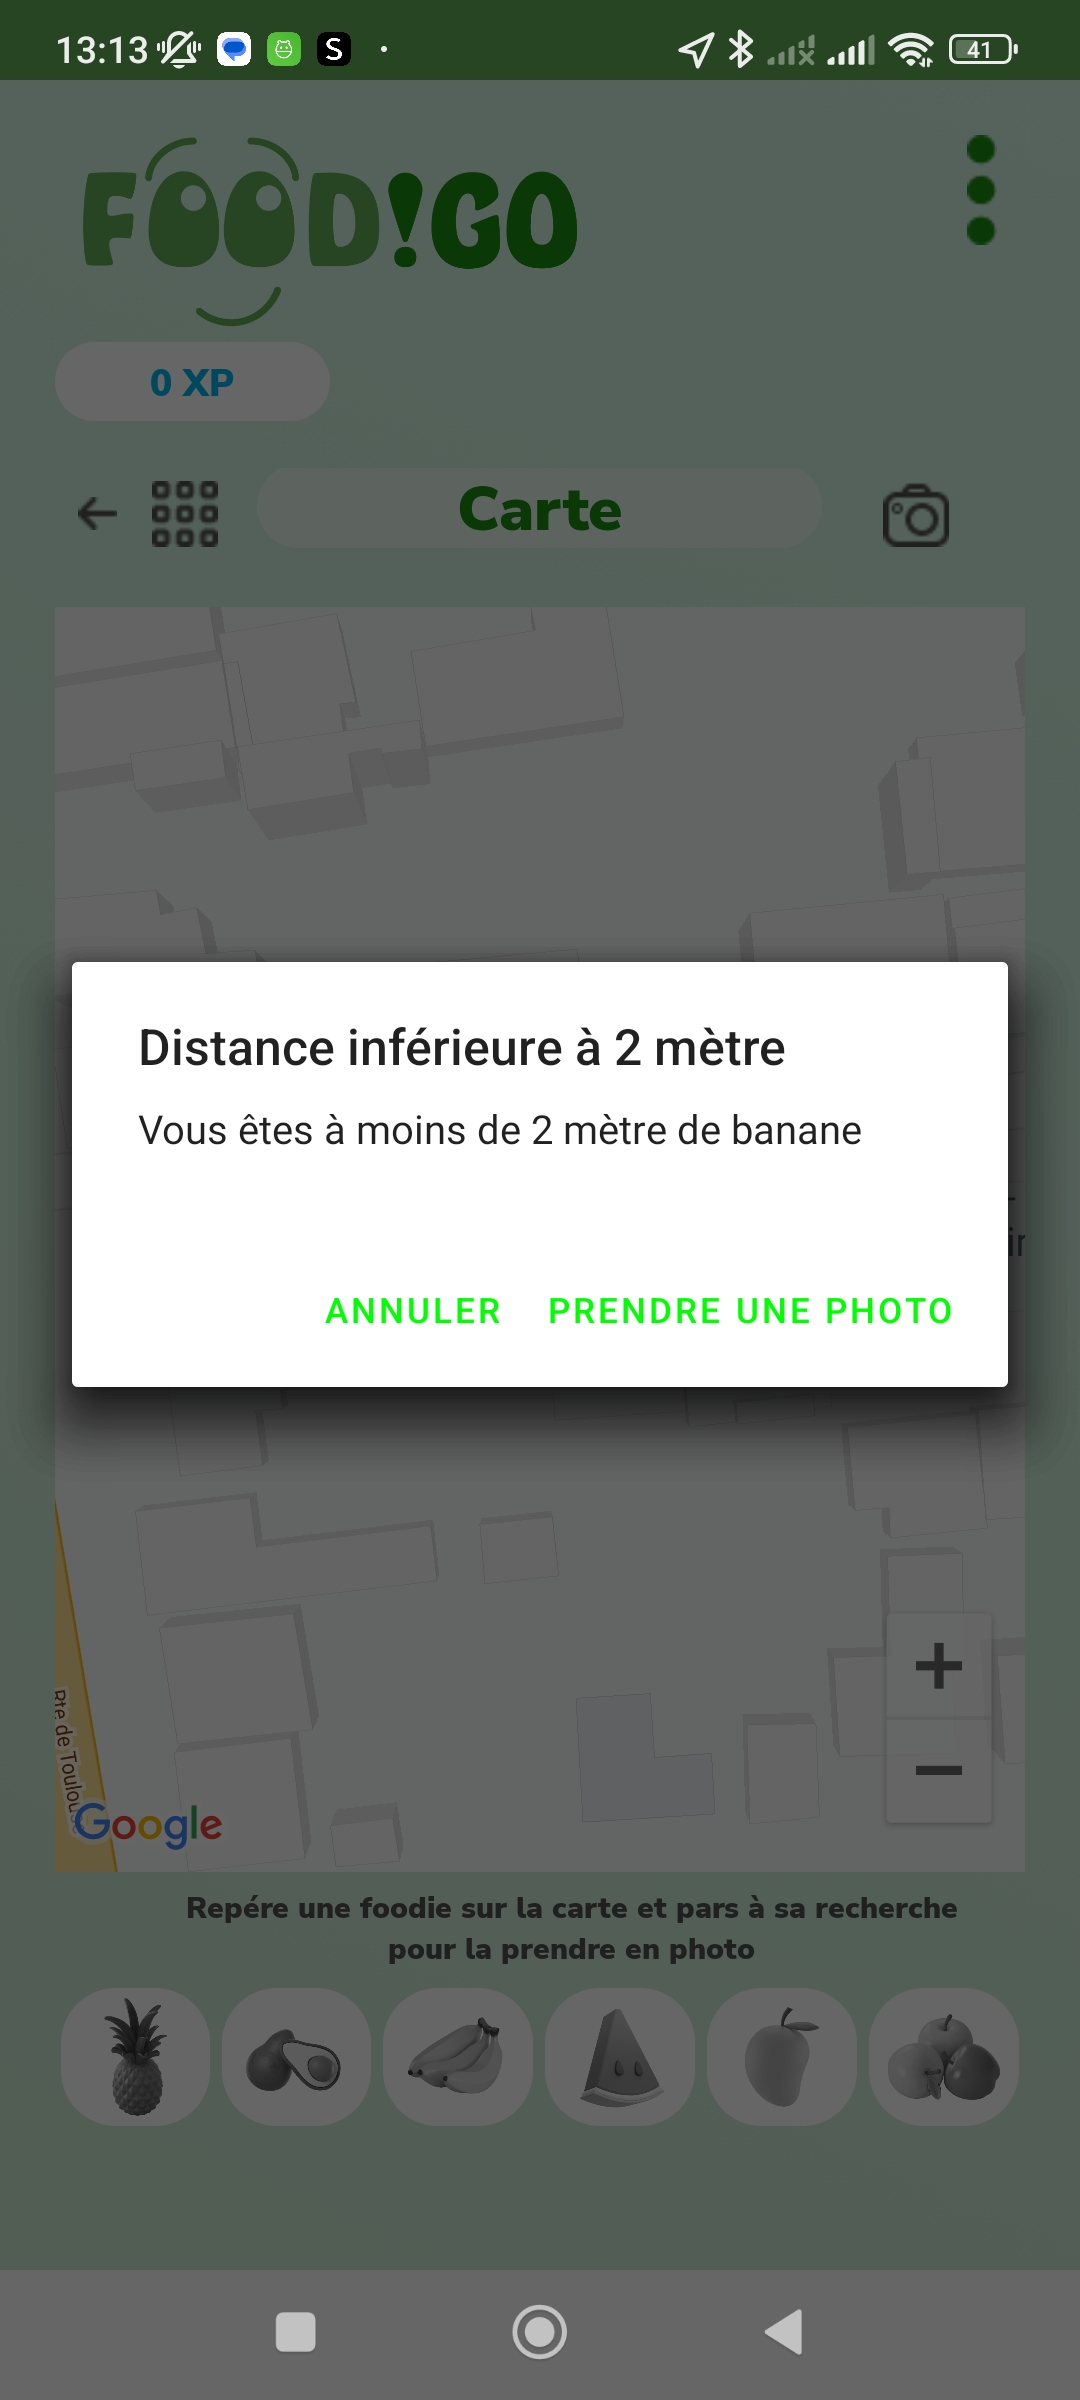 13:13
S
41
FOOD!GO
0 XP
Carte
Distance inférieure à 2 mètre
Vous êtes à moins de 2 mètre de banane
ANNULER PRENDRE UNE PHOTO
Rte de
Google
Repére une foodie sur la carte et pars à sa recherche
pour la prendre en photo